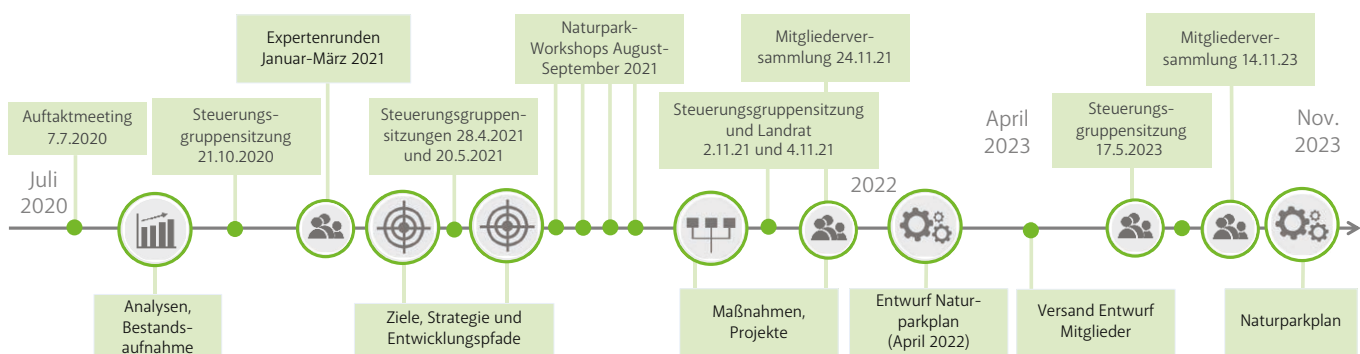 Auftaktmeeting
7.7.2020
Steuerungs-
gruppensitzung
21.10.2020
Expertenrunden
Januar-März 2021
Steuerungsgruppen-
sitzungen 28.4.2021
und 20.5.2021
Naturpark-
Workshops August-
September 2021
Steuerungsgruppensitzung
und Landrat
2.11.21 und 4.11.21
Mitgliederver-
sammlung 24.11.21
Steuerungs-
gruppensitzung
17.5.2023
Mitgliederver-
sammlung 14.11.23
Juli
2020
2022
April
2023
Nov.
2023
Analysen,
Bestands-
aufnahme
Ziele, Strategie und
Entwicklungspfade
Maßnahmen,
Projekte
Entwurf Natur-
parkplan
(April 2022)
Versand Entwurf
Mitglieder
Naturparkplan